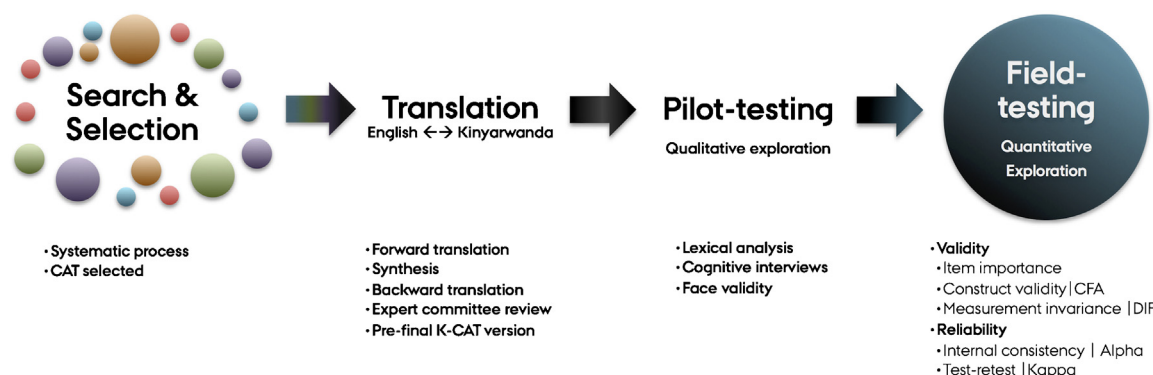 Search &
Selection
Translation
English ←→ Kinyarwanda
Pilot-testing
Qualitative exploration
Field-
testing
Quantitative
Exploration
•Systematic process
•CAT selected
•Forward translation
•Synthesis
•Backward translation
•Expert committee review
•Pre-final K-CAT version
•Lexical analysis
•Cognitive interviews
•Face validity
•Validity
•Item importance
•Construct validity|CFA
•Measurement invariance |DIF
•Reliability
•Internal consistency | Alpha
•Test-retest |Kappa